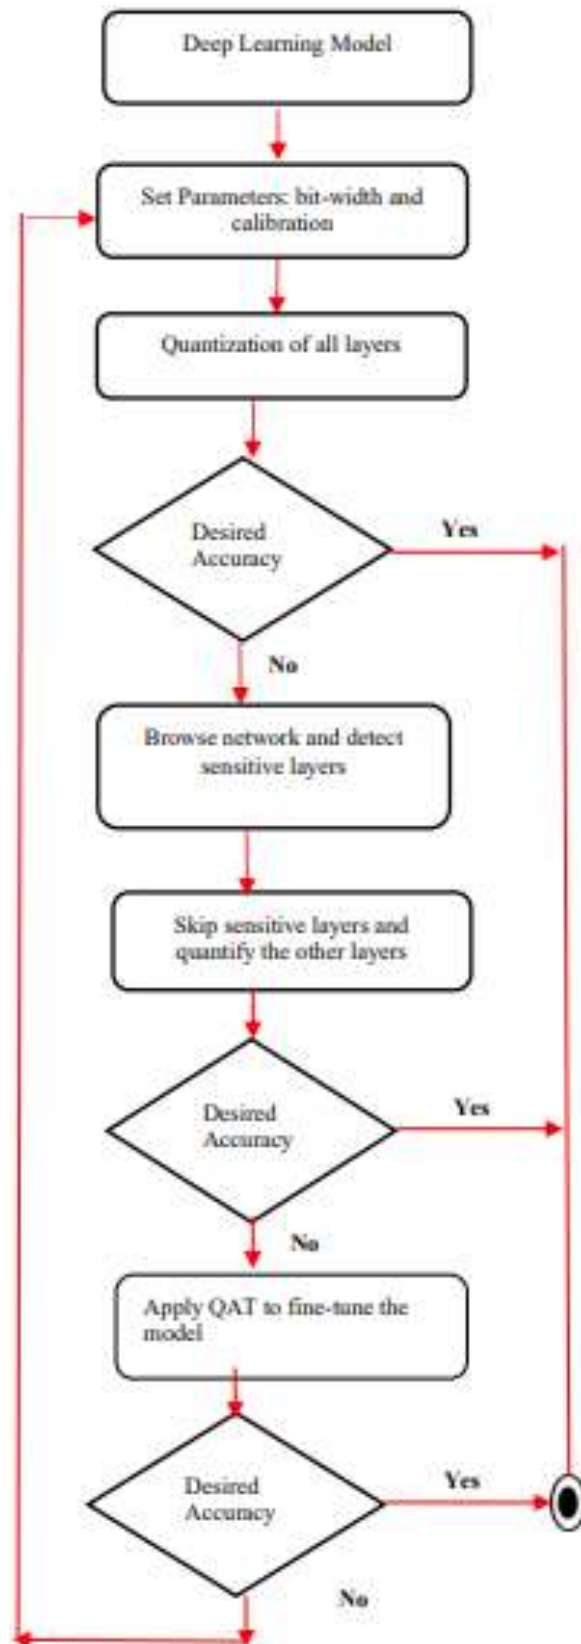 Deep Learning Model
Set Parameters: bit-width and
calibration
Quantization of all layers
Desired
Accuracy
Yes
No
Browse network and detect
sensitive layers
Skip sensitive layers and
quantify the other layers
Desired
Accuracy
Yes
No
Apply QAT to fine-tune the
model
Desired
Accuracy
Yes
No